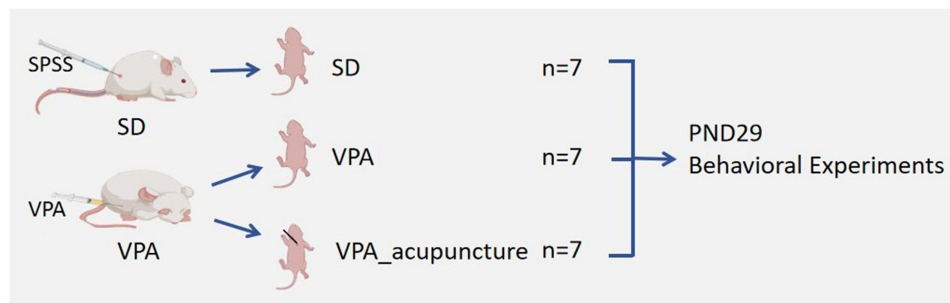 SPSS
SD
SD n=7
VPA
VPA
VPA n=7
VPA_acupuncture n=7
PND29
Behavioral Experiments